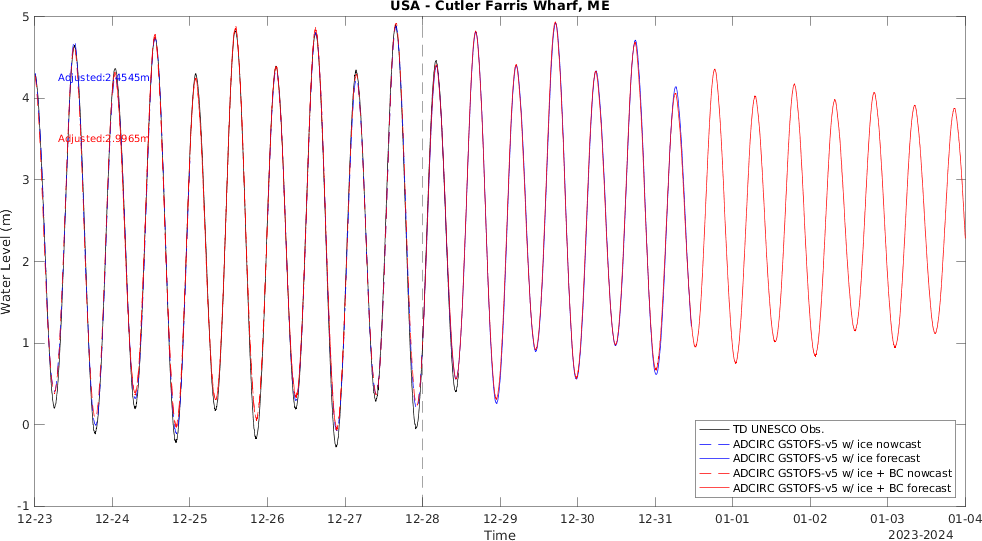 USA - Cutler Farris Wharf, ME
Water Level (m)
5
4
3
2
1
0
-1
Adjusted:2.4545m
Adjusted:2.9965m
TD UNESCO Obs.
ADCIRC GSTOFS-v5 w/ ice nowcast
ADCIRC GSTOFS-v5 w/ ice forecast
ADCIRC GSTOFS-v5 w/ ice + BC nowcast
ADCIRC GSTOFS-v5 w/ ice + BC forecast
12-23 12-24 12-25 12-26 12-27 12-28 12-29 12-30 12-31 01-01 01-02 01-03 01-04
Time
2023-2024